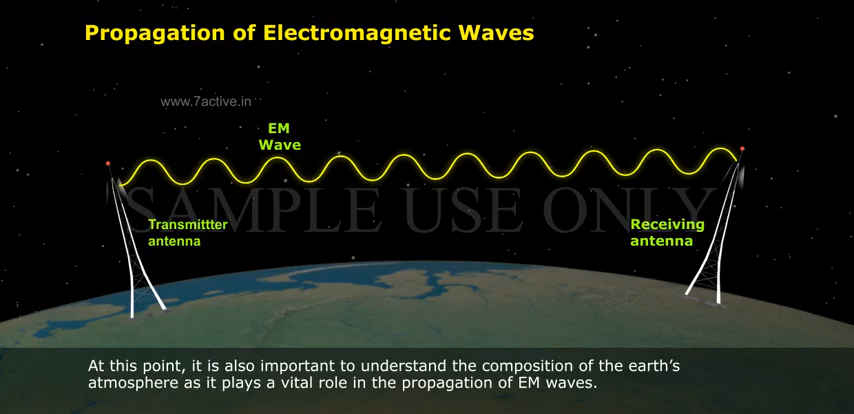 Propagation of Electromagnetic Waves
www.7active.in
EM
Wave
SAMPLE USE ONLY
Transmittter
antenna
Receiving
antenna
At this point, it is also important to understand the composition of the earth's
atmosphere as it plays a vital role in the propagation of EM waves.